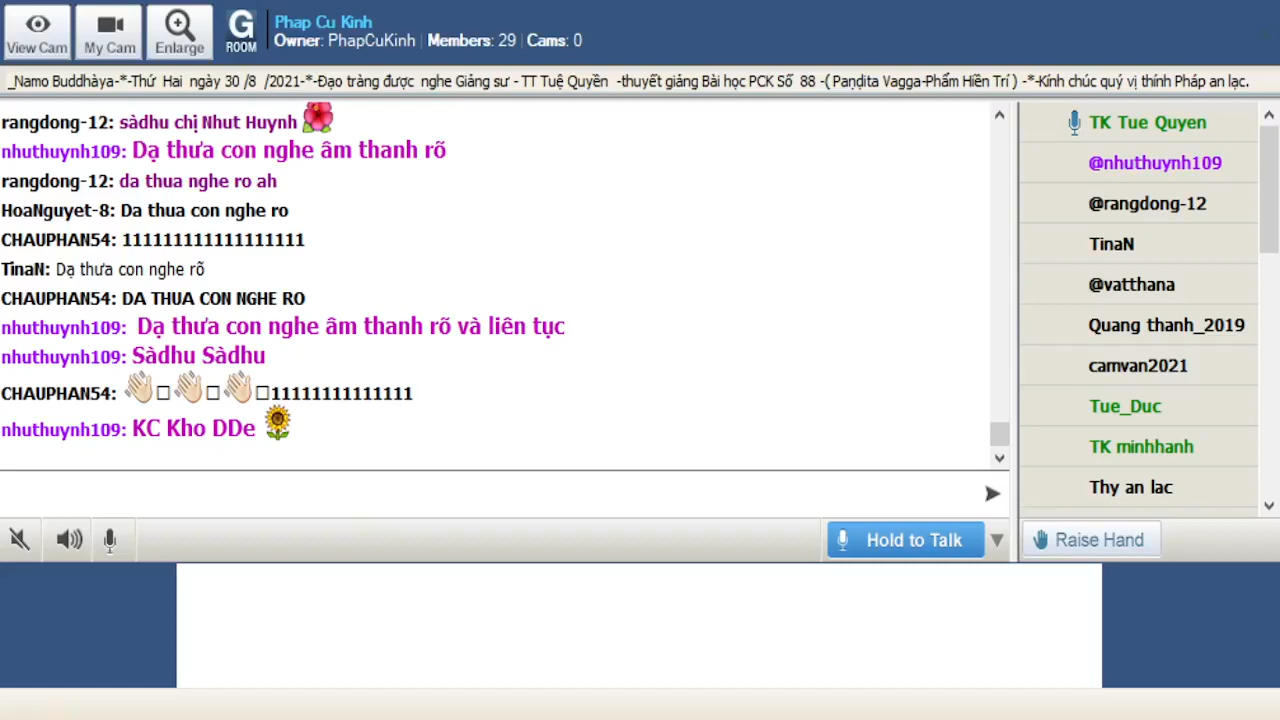 View Cam
My Cam
Enlarge
G ROOM
Phap Cu Kinh
Owner: PhapCuKinh | Members: 29 | Cams: 0
_Namo Buddhàya-*-Thứ Hai ngày 30 /8 /2021-*-Đạo tràng được nghe Giảng sư - TT Tuệ Quyền -thuyết giảng Bài học PCK Số 88 -( Paṇḍita Vagga-Phẩm Hiền Trí ) -*-Kính chúc quý vị thính Pháp an lạc.
rangdong-12: sàdhu chị Nhut Huynh
nhuthuynh109: Dạ thưa con nghe âm thanh rõ
rangdong-12: da thua nghe ro ah
HoaNguyet-8: Da thua con nghe ro
CHAUPHAN54: 111111111111111111
TinaN: Dạ thưa con nghe rõ
CHAUPHAN54: DA THUA CON NGHE RO
nhuthuynh109: Dạ thưa con nghe âm thanh rõ và liên tục
nhuthuynh109: Sàdhu Sàdhu
CHAUPHAN54: 👋🏻□👋🏻□👋🏻□11111111111111
nhuthuynh109: KC Kho DDe 🌻
Hold to Talk
TK Tue Quyen
@nhuthuynh109
@rangdong-12
TinaN
@vatthana
Quang thanh_2019
camvan2021
Tue_Duc
TK minhhanh
Thy an lac
Raise Hand